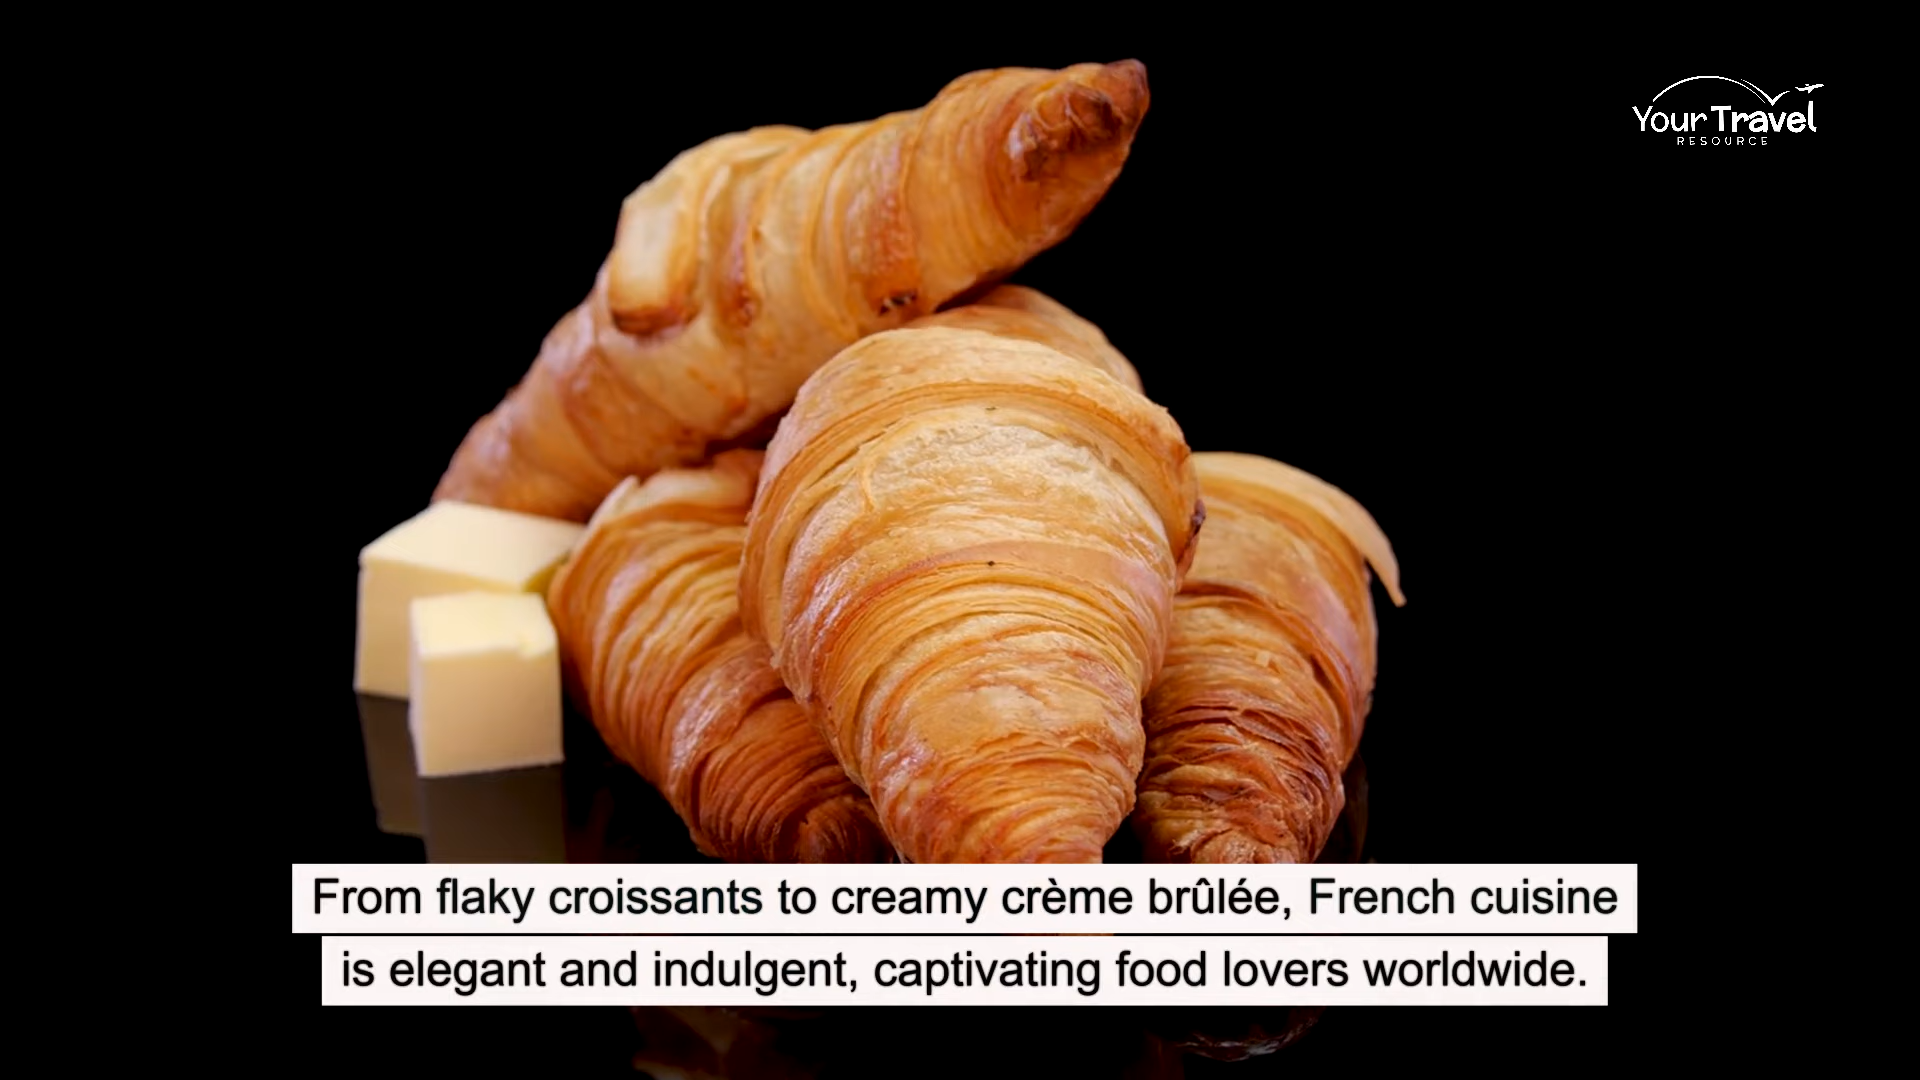 Your Travel
RESOURCE
From flaky croissants to creamy crème brûlée, French cuisine
is elegant and indulgent, captivating food lovers worldwide.